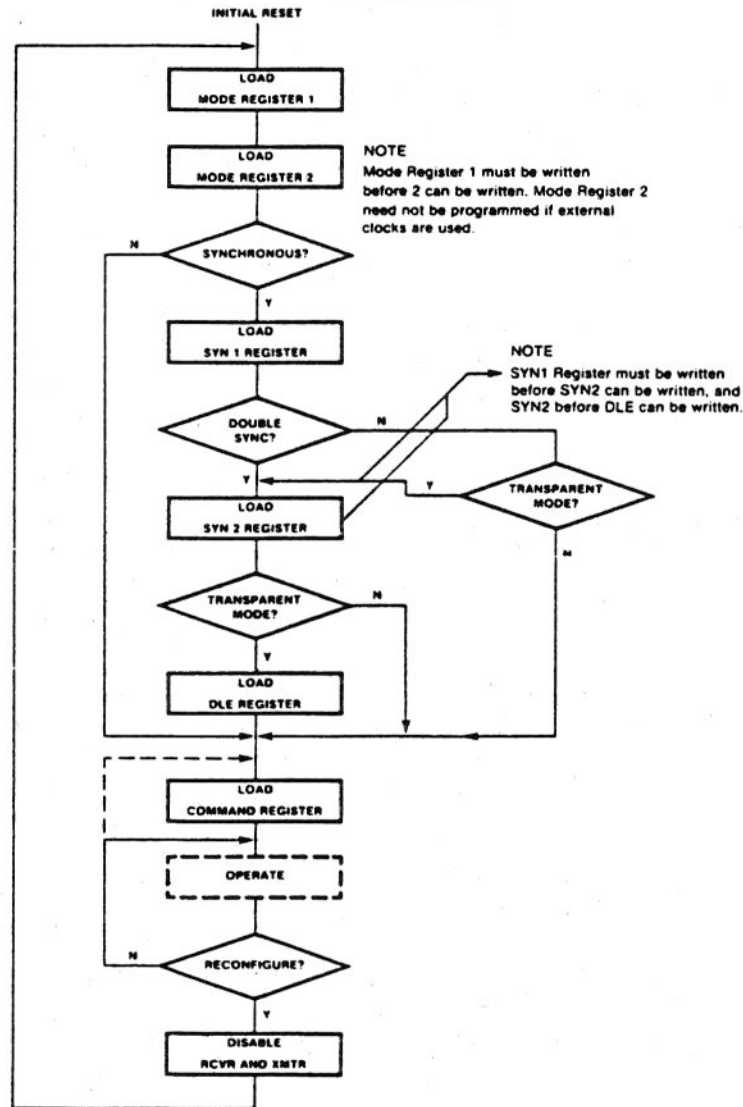 INITIAL RESET
LOAD
MODE REGISTER 1
LOAD
MODE REGISTER 2
NOTE
Mode Register 1 must be written
before 2 can be written. Mode Register 2
need not be programmed if external
clocks are used.
N
SYNCHRONOUS?
Y
LOAD
SYN 1 REGISTER
NOTE
SYN1 Register must be written
before SYN2 can be written, and
SYN2 before DLE can be written.
DOUBLE
SYNC?
N
Y
LOAD
SYN 2 REGISTER
Y
TRANSPARENT
MODE?
N
TRANSPARENT
MODE?
N
Y
LOAD
DLE REGISTER
LOAD
COMMAND REGISTER
OPERATE
N
RECONFIGURE?
Y
DISABLE
RCVR AND XMTR